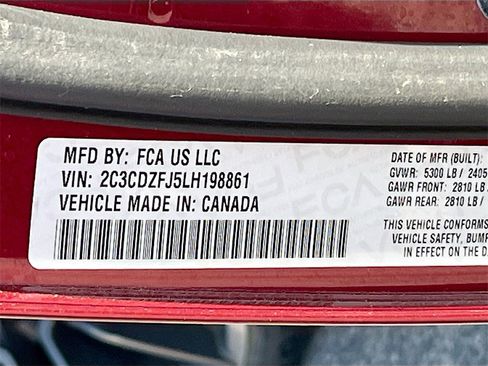 MFD BY: FCA US LLC
VIN: 2C3CDZFJ5LH198861
VEHICLE MADE IN: CANADA
DATE OF MFR (BUILT):
GVWR: 5300 LB / 2405
GAWR FRONT: 2810 LB
GAWR REAR: 2810 LB /
THIS VEHICLE CONFORMS
VEHICLE SAFETY, BUMP
IN EFFECT ON THE D